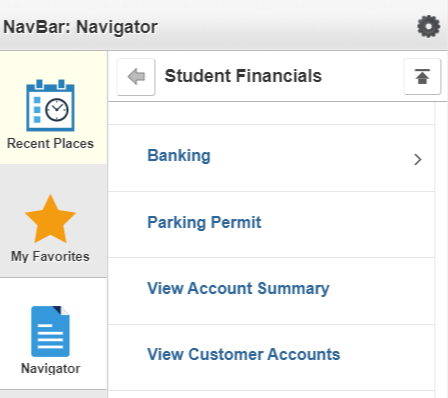 NavBar: Navigator
Recent Places
My Favorites
Navigator
Student Financials
Banking
Parking Permit
View Account Summary
View Customer Accounts